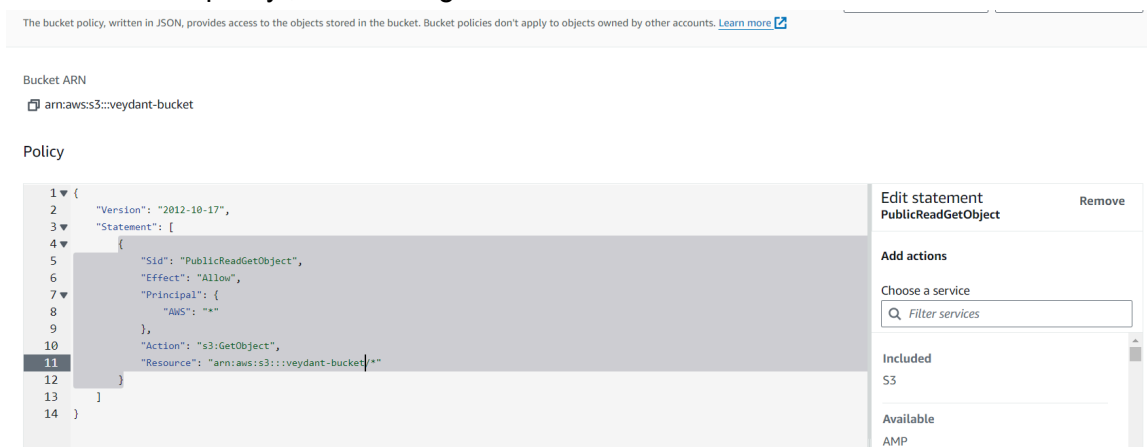 The bucket policy, written in JSON, provides access to the objects stored in the bucket. Bucket policies don't apply to objects owned by other accounts. Learn more
Bucket ARN
arn:aws:s3:::veydant-bucket
Policy
1 {
2 "Version": "2012-10-17",
3 "Statement": [
4 {
5 "Sid": "PublicReadGetObject",
6 "Effect": "Allow",
7 "Principal": {
8 "AWS": "*"
9 },
10 "Action": "s3:GetObject",
11 "Resource": "arn:aws:s3:::veydant-bucket/*"
12 }
13 ]
14 }
Edit statement
Remove
PublicReadGetObject
Add actions
Choose a service
Filter services
Included
S3
Available
AMP